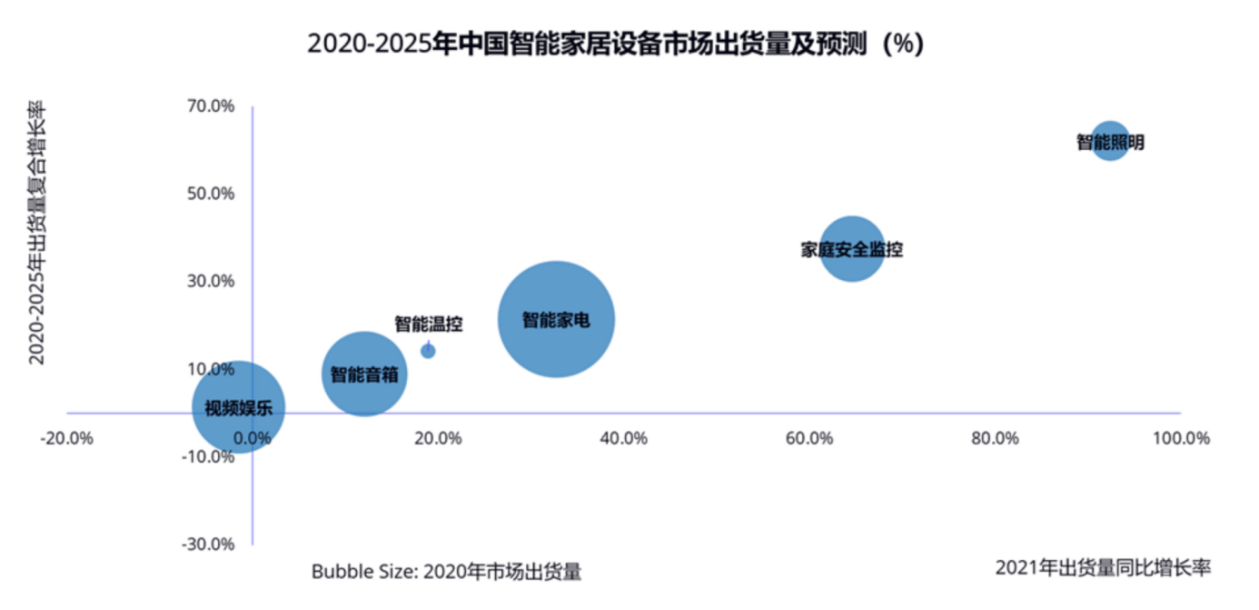 2020-2025年中国智能家居设备市场出货量及预测（%）
2020-2025年出货量复合增长率
70.0%
智能照明
50.0%
家庭安全监控
30.0%
智能温控
智能家电
10.0%
智能音箱
视频娱乐
-20.0%
0.0%
20.0%
40.0%
60.0%
80.0%
100.0%
-10.0%
-30.0%
Bubble Size: 2020年市场出货量
2021年出货量同比增长率